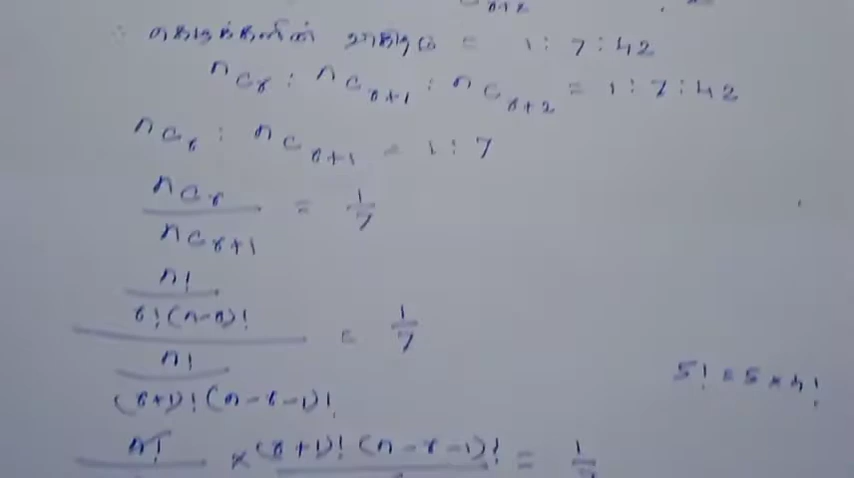 ∴ கெழுக்களின் விகிதம் = 1 : 7 : 42
nCr : nCr+1 : nCr+2 = 1 : 7 : 42
nCr : nCr+1 = 1 : 7
nCr / nCr+1 = 1/7
n! / r!(n-r)! / n! / (r+1)!(n-r-1)! = 1/7
5! = 5 × 4!
n! × (r+1)!(n-r-1)! = 1